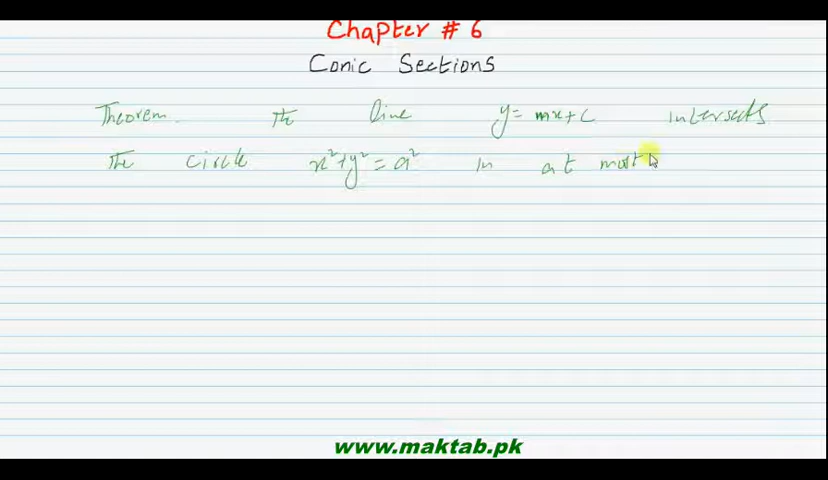 Chapter # 6
Conic Sections
Theorem. The line y = mx + c intersects
the circle x² + y² = a² in at most
www.maktab.pk